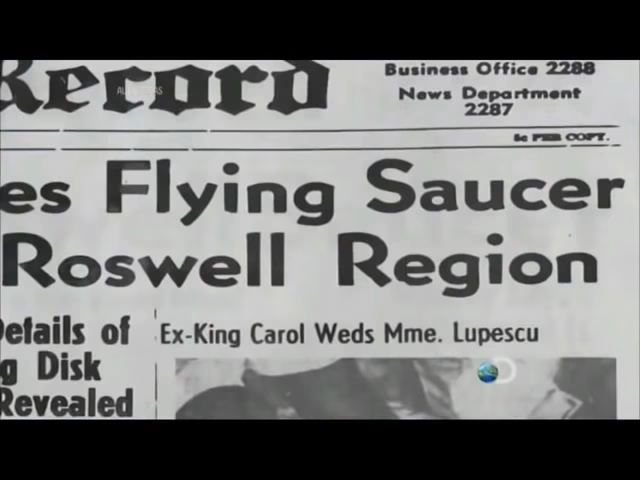 Record
Business Office 2288
News Department
2287
5c PER COPY.
es Flying Saucer
Roswell Region
Details of
g Disk
Revealed
Ex-King Carol Weds Mme. Lupescu